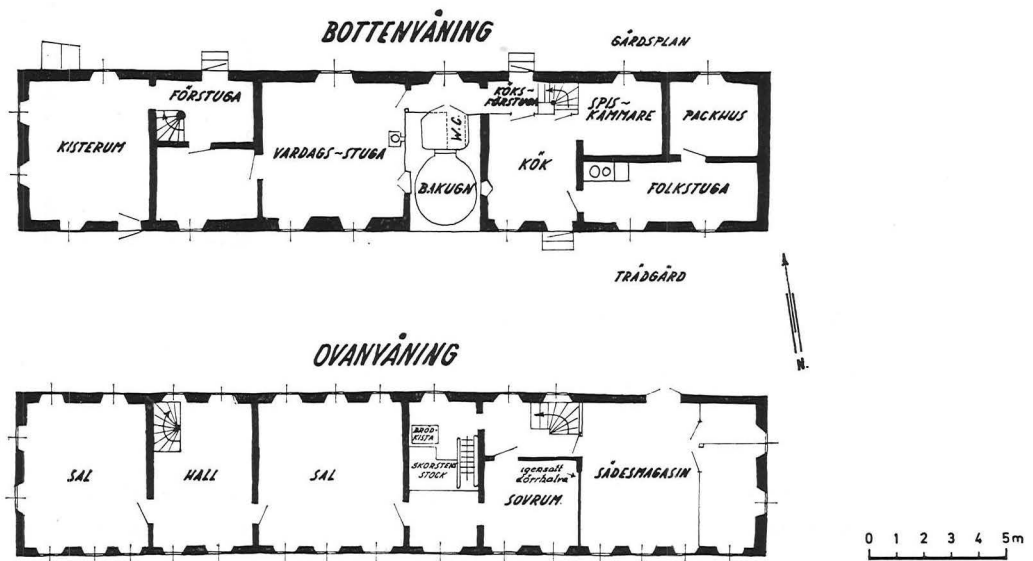 BOTTENVÅNING
GÅRDSPLAN
FÖRSTUGA
KÖKS-
FÖRSTUGA
SPIS-
KAMMARE
PACKHUS
KISTERUM
VARDAGS-STUGA
W.C.
KÖK
BAKUGN
FOLKSTUGA
TRÄDGÅRD
N.
OVANVÅNING
BRÖD-
KISTA
SKORSTENS
STOCK
SAL
HALL
SAL
igensatt
dörrhalva
SOVRUM.
SÄDESMAGASIN
0 1 2 3 4 5m